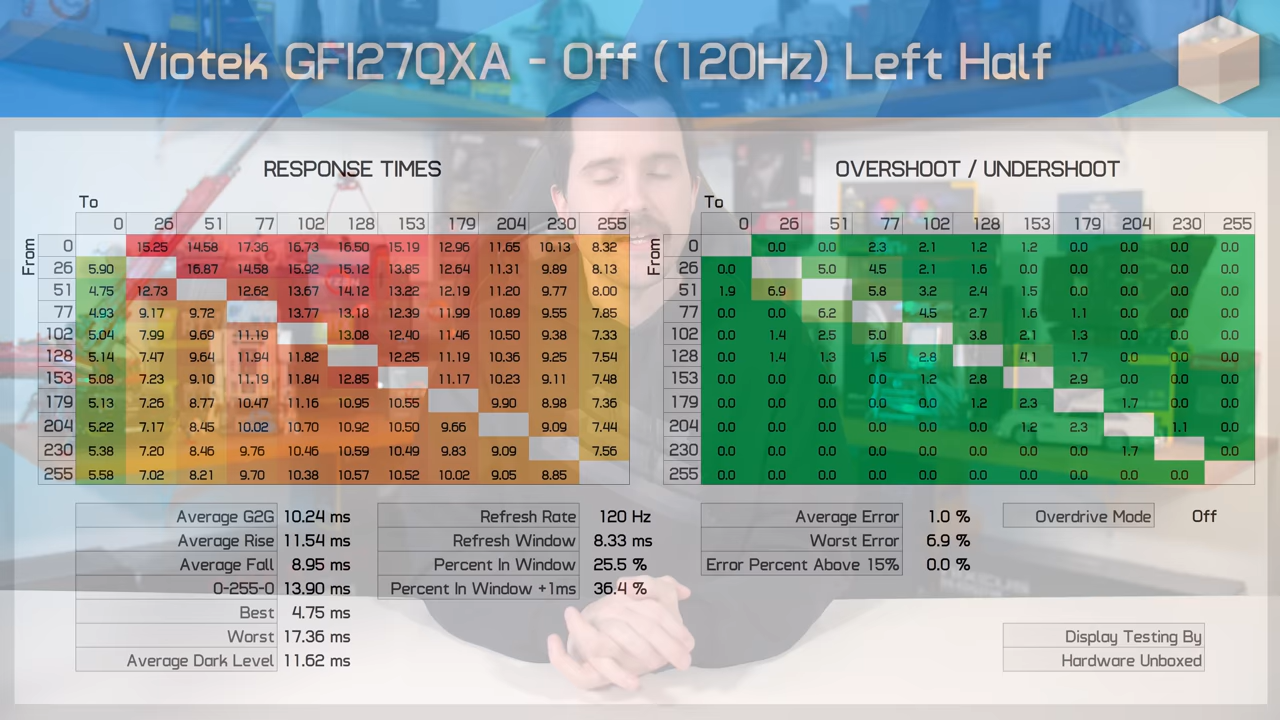 Viotek GFI27QXA - Off (120Hz) Left Half
RESPONSE TIMES
To
0 26 51 77 102 128 153 179 204 230 255
From
0 15.25 14.58 17.36 16.73 16.50 15.19 12.96 11.65 10.13 8.32
26 5.90 16.87 14.58 15.92 15.12 13.85 12.64 11.31 9.89 8.13
51 4.75 12.73 12.62 13.67 14.12 13.22 12.19 11.20 9.77 8.00
77 4.93 9.17 9.72 13.77 13.18 12.39 11.99 10.89 9.55 7.85
102 5.04 7.99 9.69 11.19 13.08 12.40 11.46 10.50 9.38 7.33
128 5.14 7.47 9.64 11.94 11.82 12.25 11.19 10.36 9.25 7.54
153 5.08 7.23 9.10 11.19 11.84 12.85 11.17 10.23 9.11 7.48
179 5.13 7.26 8.77 10.47 11.16 10.95 10.55 9.90 8.98 7.36
204 5.22 7.17 8.45 10.02 10.70 10.92 10.50 9.66 9.09 7.44
230 5.38 7.20 8.46 9.76 10.46 10.59 10.49 9.83 9.09 7.56
255 5.58 7.02 8.21 9.70 10.38 10.57 10.52 10.02 9.05 8.85
OVERSHOOT / UNDERSHOOT
To
0 26 51 77 102 128 153 179 204 230 255
From
0 0.0 0.0 2.3 2.1 1.2 1.2 0.0 0.0 0.0 0.0
26 0.0 5.0 4.5 2.1 1.6 0.0 0.0 0.0 0.0 0.0
51 1.9 6.9 5.8 3.2 2.4 1.5 0.0 0.0 0.0 0.0
77 0.0 0.0 6.2 4.5 2.7 1.6 1.1 0.0 0.0 0.0
102 0.0 1.4 2.5 5.0 3.8 2.1 1.3 0.0 0.0 0.0
128 0.0 1.4 1.3 1.5 2.8 4.1 1.7 0.0 0.0 0.0
153 0.0 0.0 0.0 0.0 1.2 2.8 2.9 0.0 0.0 0.0
179 0.0 0.0 0.0 0.0 0.0 1.2 2.3 1.7 0.0 0.0
204 0.0 0.0 0.0 0.0 0.0 0.0 1.2 2.3 1.1 0.0
230 0.0 0.0 0.0 0.0 0.0 0.0 0.0 0.0 1.7 0.0
255 0.0 0.0 0.0 0.0 0.0 0.0 0.0 0.0 0.0 0.0
Average G2G 10.24 ms
Average Rise 11.54 ms
Average Fall 8.95 ms
0-255-0 13.90 ms
Best 4.75 ms
Worst 17.36 ms
Average Dark Level 11.62 ms
Refresh Rate 120 Hz
Refresh Window 8.33 ms
Percent In Window 25.5 %
Percent In Window +1ms 36.4 %
Average Error 1.0 %
Worst Error 6.9 %
Error Percent Above 15% 0.0 %
Overdrive Mode Off
Display Testing By
Hardware Unboxed